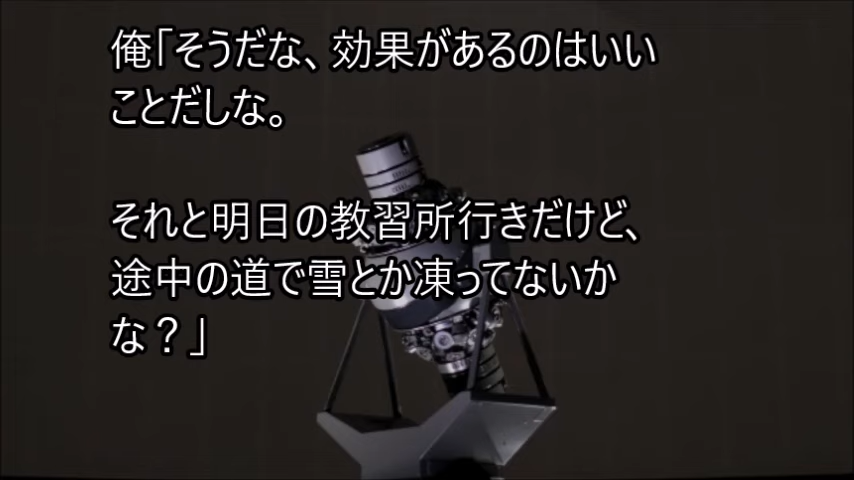 俺「そうだな、効果があるのはいい
ことだしな。
それと明日の教習所行きだけど、
途中の道で雪とか凍ってないか
な？」